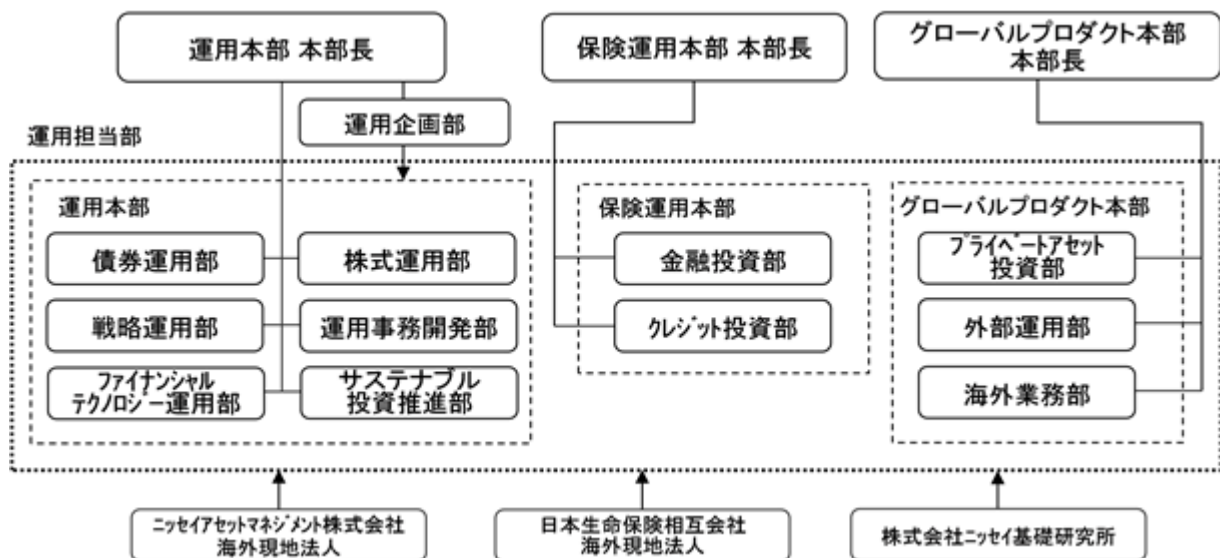 運用本部 本部長
保険運用本部 本部長
グローバルプロダクト本部
本部長
運用企画部
運用担当部
運用本部
債券運用部
株式運用部
戦略運用部
運用事務開発部
ファイナンシャル
テクノロジー運用部
サステナブル
投資推進部
保険運用本部
金融投資部
クレジット投資部
グローバルプロダクト本部
プライベートアセット
投資部
外部運用部
海外業務部
ニッセイアセットマネジメント株式会社
海外現地法人
日本生命保険相互会社
海外現地法人
株式会社ニッセイ基礎研究所